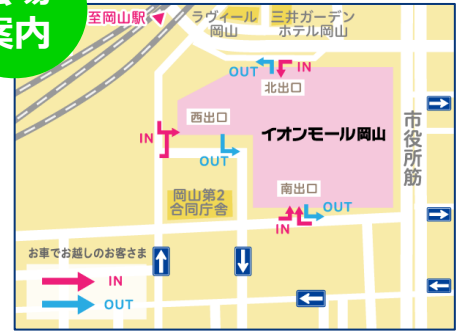 案内
至岡山駅
ラヴィール
岡山
三井ガーデン
ホテル岡山
OUT
IN
北出口
西出口
IN
OUT
イオンモール岡山
市役所筋
岡山第2
合同庁舎
南出口
OUT
IN
お車でお越しのお客さま
IN
OUT